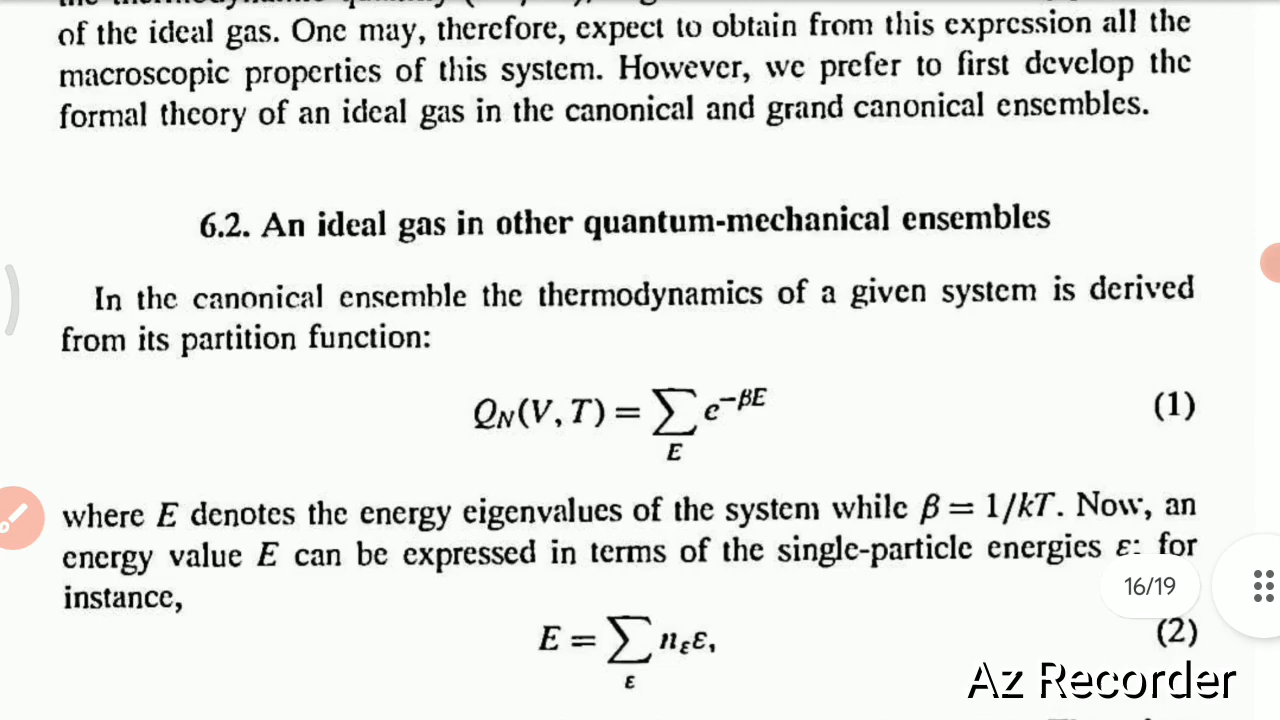 of the ideal gas. One may, therefore, expect to obtain from this expression all the
macroscopic properties of this system. However, we prefer to first develop the
formal theory of an ideal gas in the canonical and grand canonical ensembles.
6.2. An ideal gas in other quantum-mechanical ensembles
In the canonical ensemble the thermodynamics of a given system is derived
from its partition function:
Q_N(V, T) = ∑_E e^{−βE} (1)
where E denotes the energy eigenvalues of the system while β = 1/kT. Now, an
energy value E can be expressed in terms of the single-particle energies ε: for
instance,
16/19
E = ∑_ε n_ε ε, (2)
Az Recorder